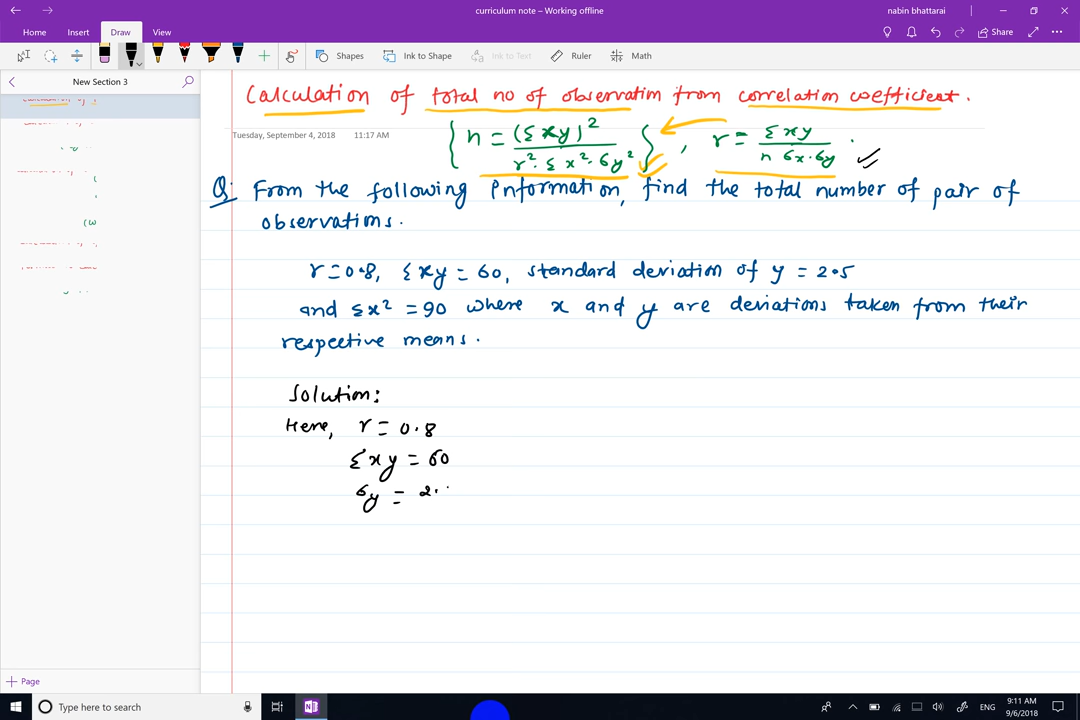 curriculum note – Working offline
nabin bhattarai
Home Insert Draw View
Share
Shapes Ink to Shape Ink to Text Ruler Math
New Section 3
Calculation of total no of observation from correlation coefficient.
Tuesday, September 4, 2018 11:17 AM
{ n = (Σxy)² / r²·Σx²·σy² } , r = Σxy / n σx·σy .
Q: From the following Information, find the total number of pair of
observations.
r=0.8, Σxy = 60, standard deviation of y = 2.5
and Σx² = 90 where x and y are deviations taken from their
respective means.
Solution:
Here, r = 0.8
Σxy = 60
σy = 2.
+ Page
Type here to search
ENG
9:11 AM
9/6/2018